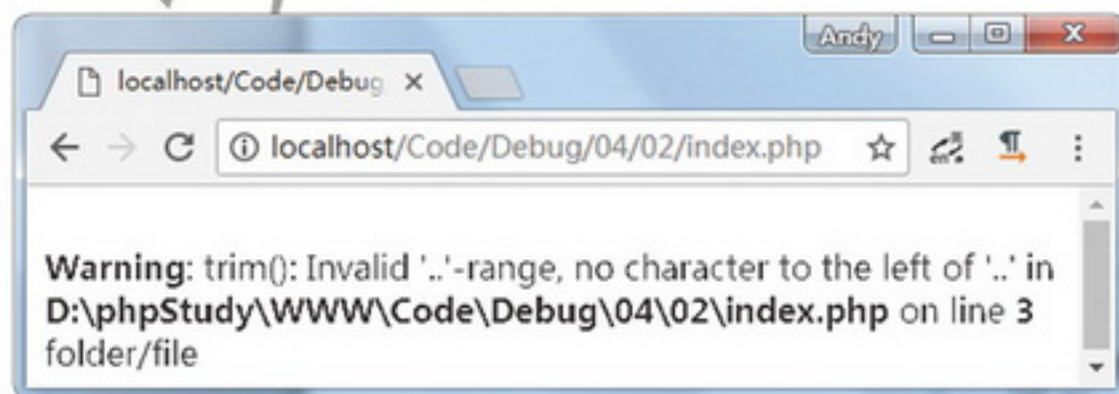 Andy
localhost/Code/Debug
localhost/Code/Debug/04/02/index.php
Warning: trim(): Invalid '..'-range, no character to the left of '..' in
D:\phpStudy\WWW\Code\Debug\04\02\index.php on line 3
folder/file